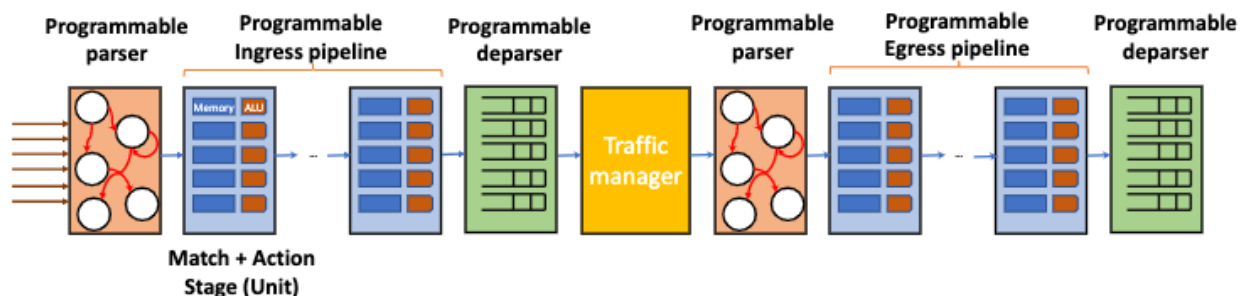 Programmable
parser
Programmable
Ingress pipeline
Programmable
deparser
Programmable
parser
Programmable
Egress pipeline
Programmable
deparser
Memory ALU
...
Traffic
manager
...
Match + Action
Stage (Unit)